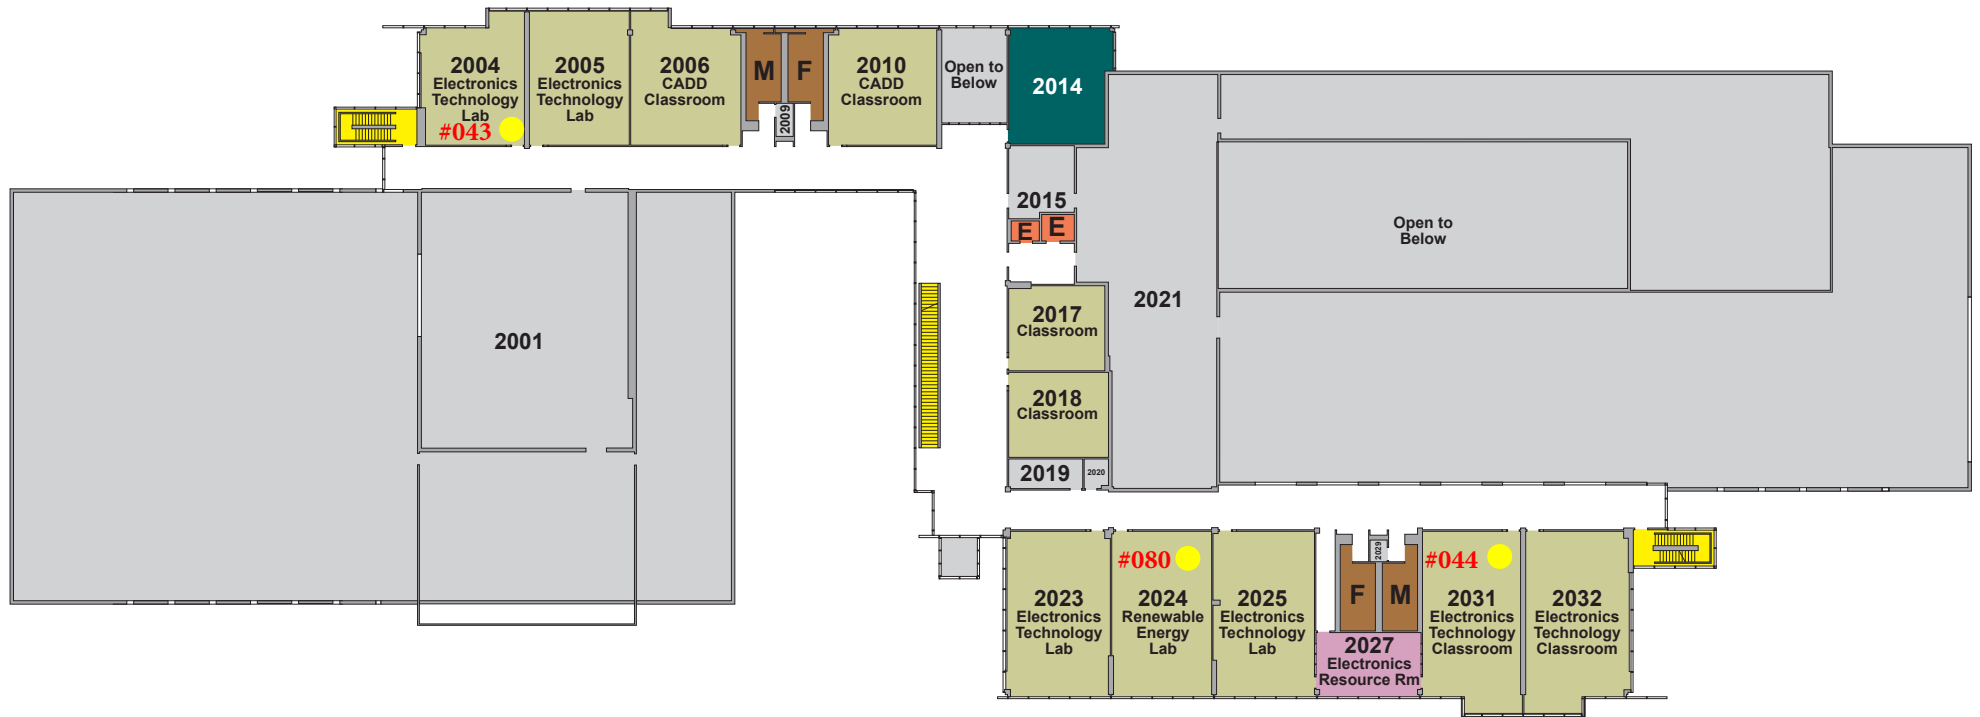 2004
Electronics
Technology
Lab
#043
2005
Electronics
Technology
Lab
2006
CADD
Classroom
M
F
2009
2010
CADD
Classroom
Open to
Below
2014
2015
E
E
Open to
Below
2001
2017
Classroom
2021
2018
Classroom
2019
2020
#080
2029
#044
2023
Electronics
Technology
Lab
2024
Renewable
Energy
Lab
2025
Electronics
Technology
Lab
F
M
2027
Electronics
Resource Rm
2031
Electronics
Technology
Classroom
2032
Electronics
Technology
Classroom